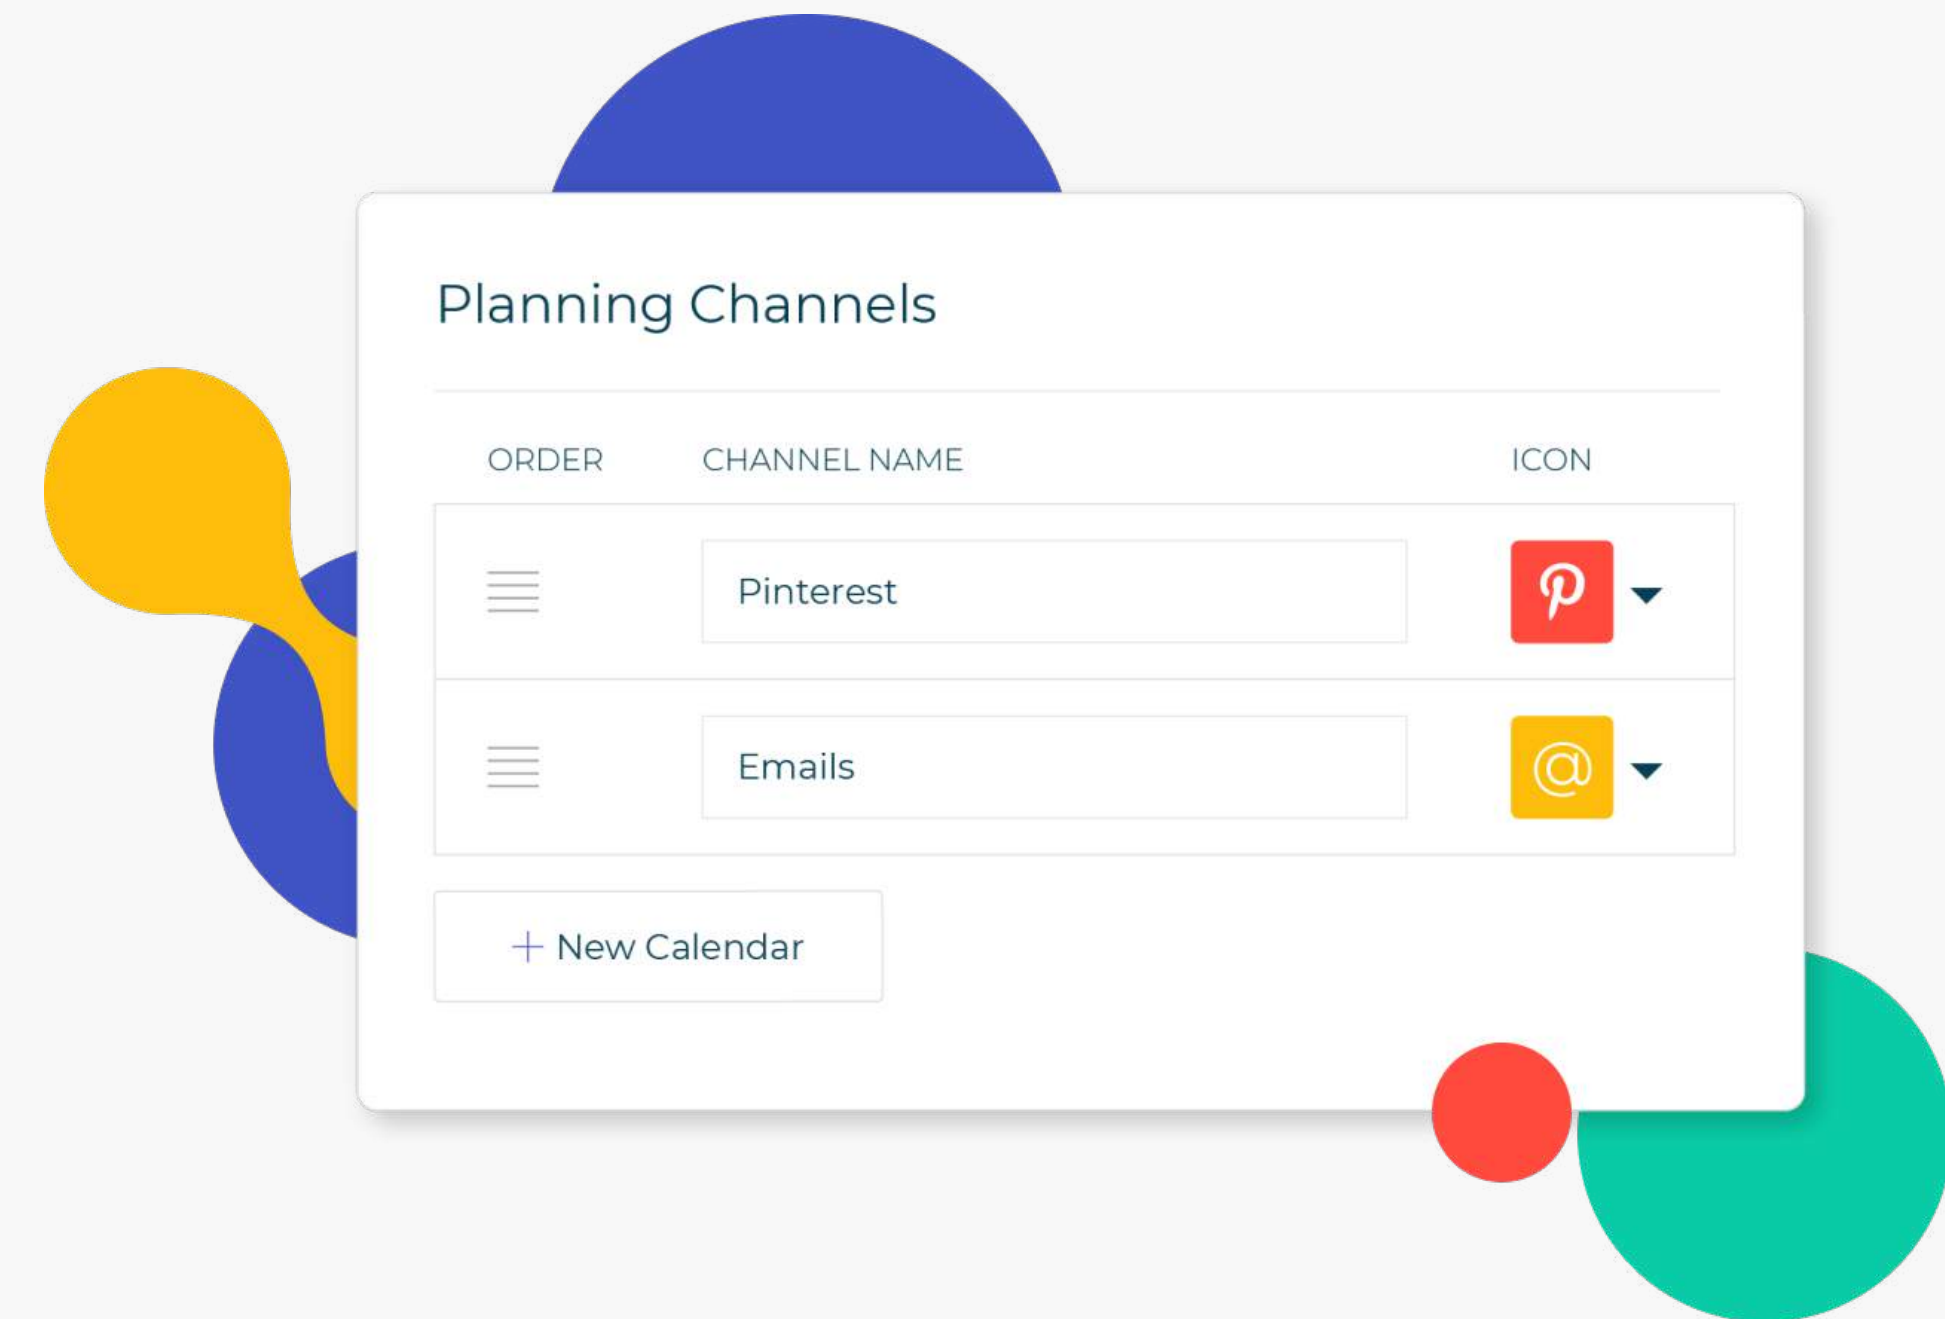 Planning Channels
ORDER CHANNEL NAME ICON
Pinterest
Emails @
+ New Calendar